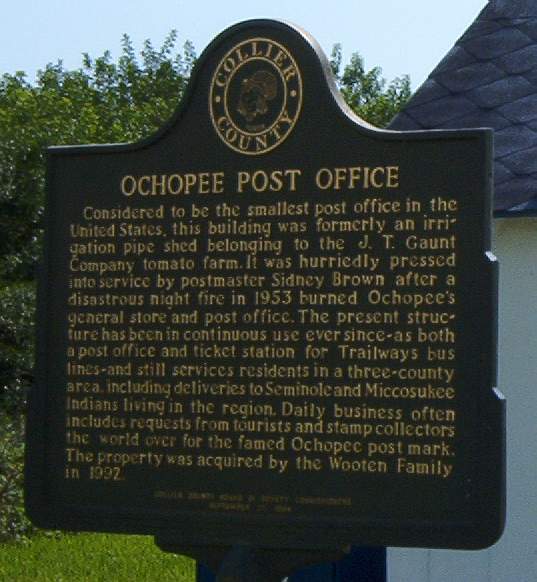 COLLIER
COUNTY
OCHOPEE POST OFFICE
Considered to be the smallest post office in the
United States, this building was formerly an irri-
gation pipe shed belonging to the J. T. Gaunt
Company tomato farm. It was hurriedly pressed
into service by postmaster Sidney Brown after a
disastrous night fire in 1953 burned Ochopee's
general store and post office. The present struc-
ture has been in continuous use ever since-as both
a post office and ticket station for Trailways bus
lines-and still services residents in a three-county
area, including deliveries to Seminole and Miccosukee
Indians living in the region. Daily business often
includes requests from tourists and stamp collectors
the world over for the famed Ochopee post mark.
The property was acquired by the Wooten Family
in 1992.
COLLIER COUNTY BOARD OF COUNTY COMMISSIONERS
SEPTEMBER